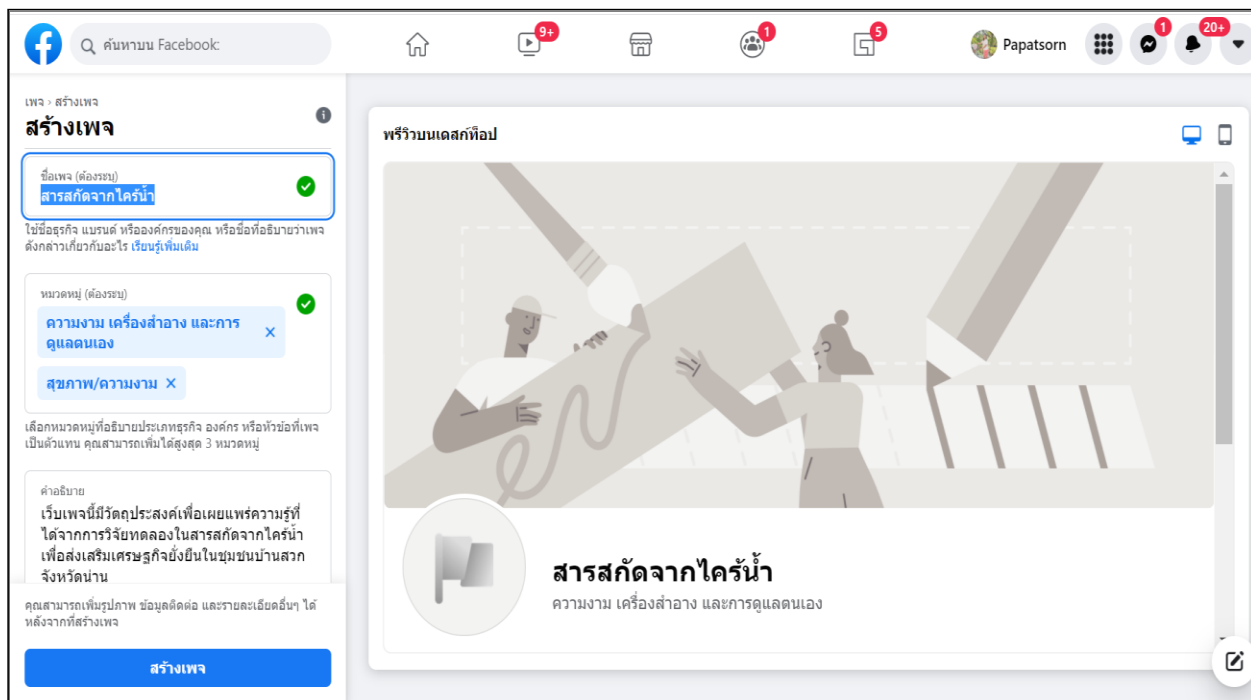 ค้นหาบน Facebook:
9+
1
5
Papatsorn
1
20+
เพจ › สร้างเพจ
สร้างเพจ
ชื่อเพจ (ต้องระบุ)
สารสกัดจากไคร้น้ำ
ใช้ชื่อธุรกิจ แบรนด์ หรือองค์กรของคุณ หรือชื่อที่อธิบายว่าเพจ
ดังกล่าวเกี่ยวกับอะไร เรียนรู้เพิ่มเติม
หมวดหมู่ (ต้องระบุ)
ความงาม เครื่องสำอาง และการ
ดูแลตนเอง
สุขภาพ/ความงาม
เลือกหมวดหมู่ที่อธิบายประเภทธุรกิจ องค์กร หรือหัวข้อที่เพจ
เป็นตัวแทน คุณสามารถเพิ่มได้สูงสุด 3 หมวดหมู่
คำอธิบาย
เว็บเพจนี้มีวัตถุประสงค์เพื่อเผยแพร่ความรู้ที่
ได้จากการวิจัยทดลองในสารสกัดจากไคร้น้ำ
เพื่อส่งเสริมเศรษฐกิจยั่งยืนในชุมชนบ้านสวก
จังหวัดน่าน
คุณสามารถเพิ่มรูปภาพ ข้อมูลติดต่อ และรายละเอียดอื่นๆ ได้
หลังจากที่สร้างเพจ
สร้างเพจ
พรีวิวบนเดสก์ท็อป
สารสกัดจากไคร้น้ำ
ความงาม เครื่องสำอาง และการดูแลตนเอง